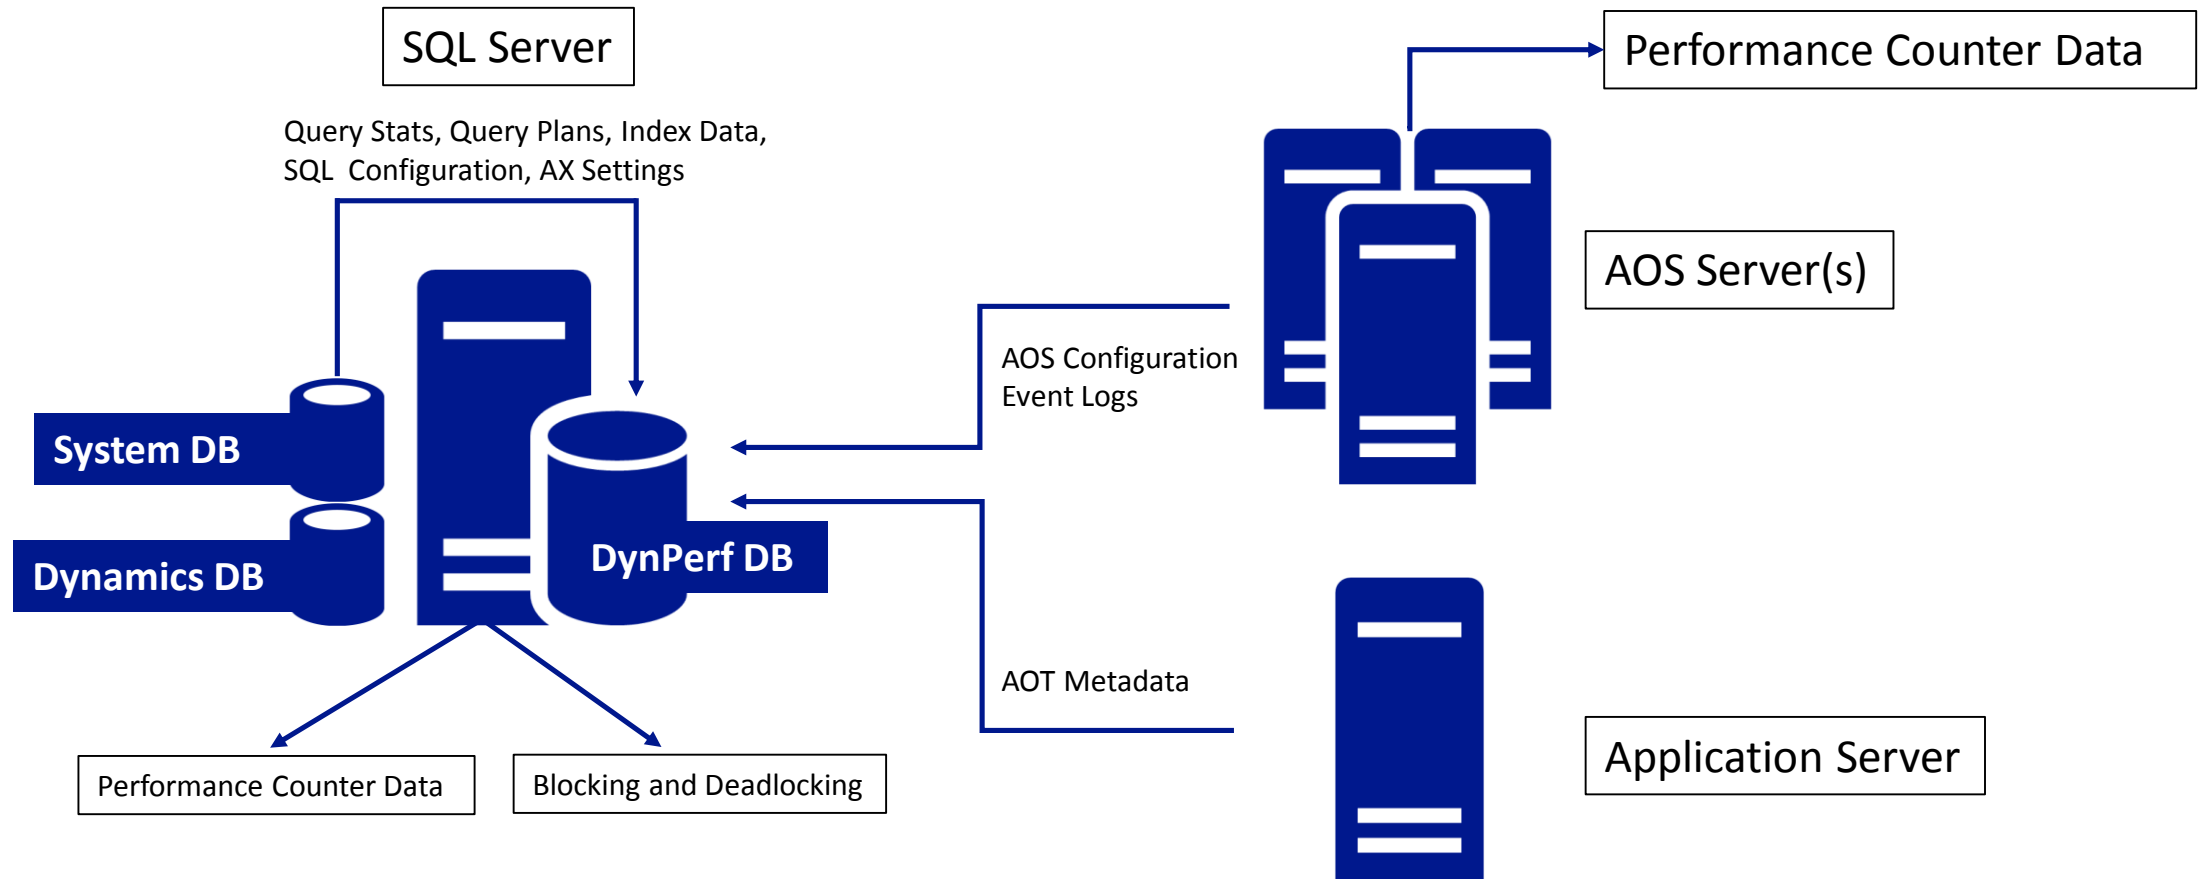 SQL Server
Performance Counter Data
Query Stats, Query Plans, Index Data,
SQL  Configuration, AX Settings
AOS Server(s)
AOS Configuration
Event Logs
System DB
DynPerf DB
Dynamics DB
AOT Metadata
Application Server
Performance Counter Data
Blocking and Deadlocking